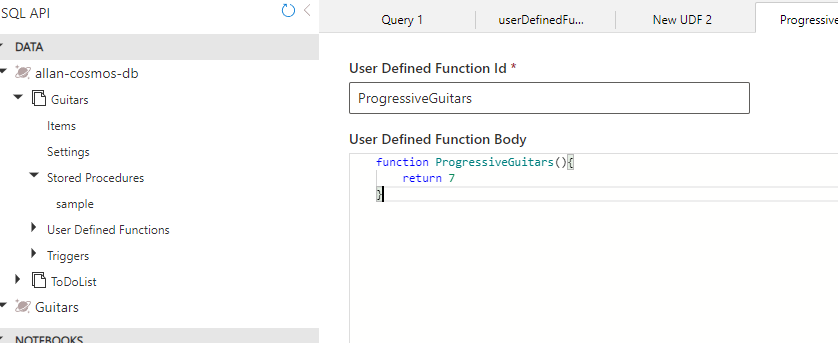 SQL API
DATA
allan-cosmos-db
Guitars
Items
Settings
Stored Procedures
sample
User Defined Functions
Triggers
ToDoList
Guitars
NOTEBOOKS
Query 1
userDefinedFu...
New UDF 2
Progressive
User Defined Function Id *
ProgressiveGuitars
User Defined Function Body
function ProgressiveGuitars(){
return 7
}